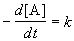 - d[A]/dt = k